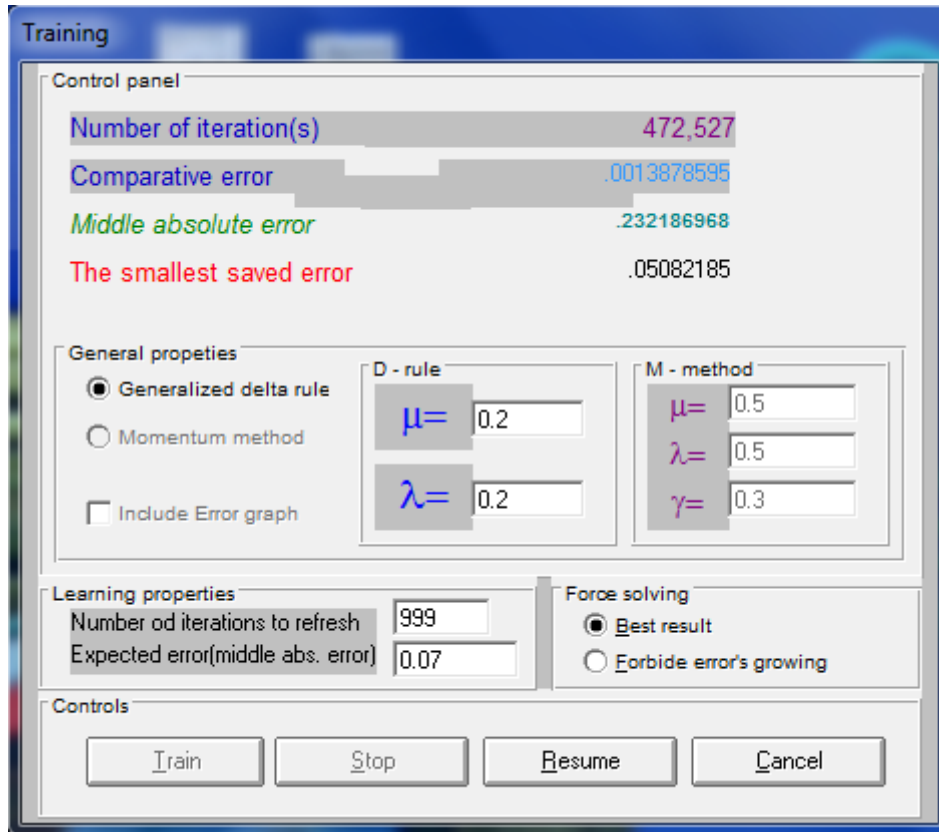 Training
Control panel
Number of iteration(s) 472,527
Comparative error .0013878595
Middle absolute error .232186968
The smallest saved error .05082185
General propeties
Generalized delta rule
Momentum method
Include Error graph
D - rule
μ= 0.2
λ= 0.2
M - method
μ= 0.5
λ= 0.5
γ= 0.3
Learning properties
Number od iterations to refresh 999
Expected error(middle abs. error) 0.07
Force solving
Best result
Forbide error's growing
Controls
Train Stop Resume Cancel